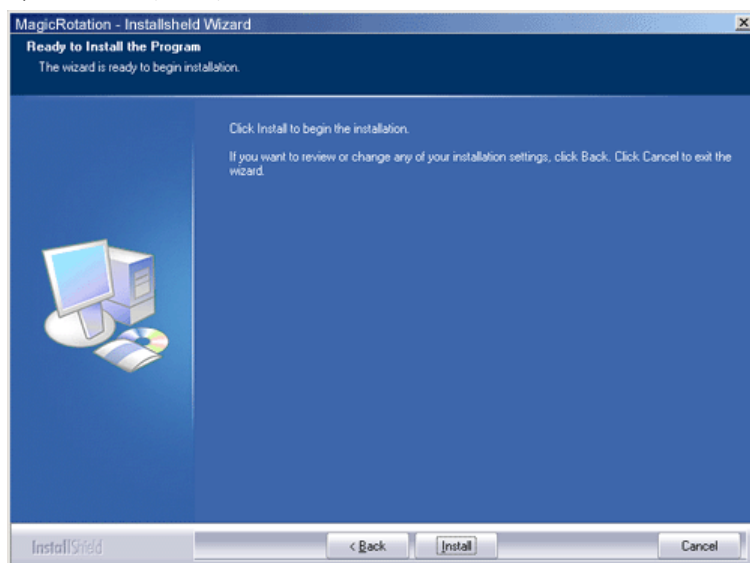 MagicRotation - Installsheld Wizard
Ready to Install the Program
The wizard is ready to begin installation.
Click Install to begin the installation.
If you want to review or change any of your installation settings, click Back. Click Cancel to exit the
wizard.
InstallShield
< Back
Install
Cancel